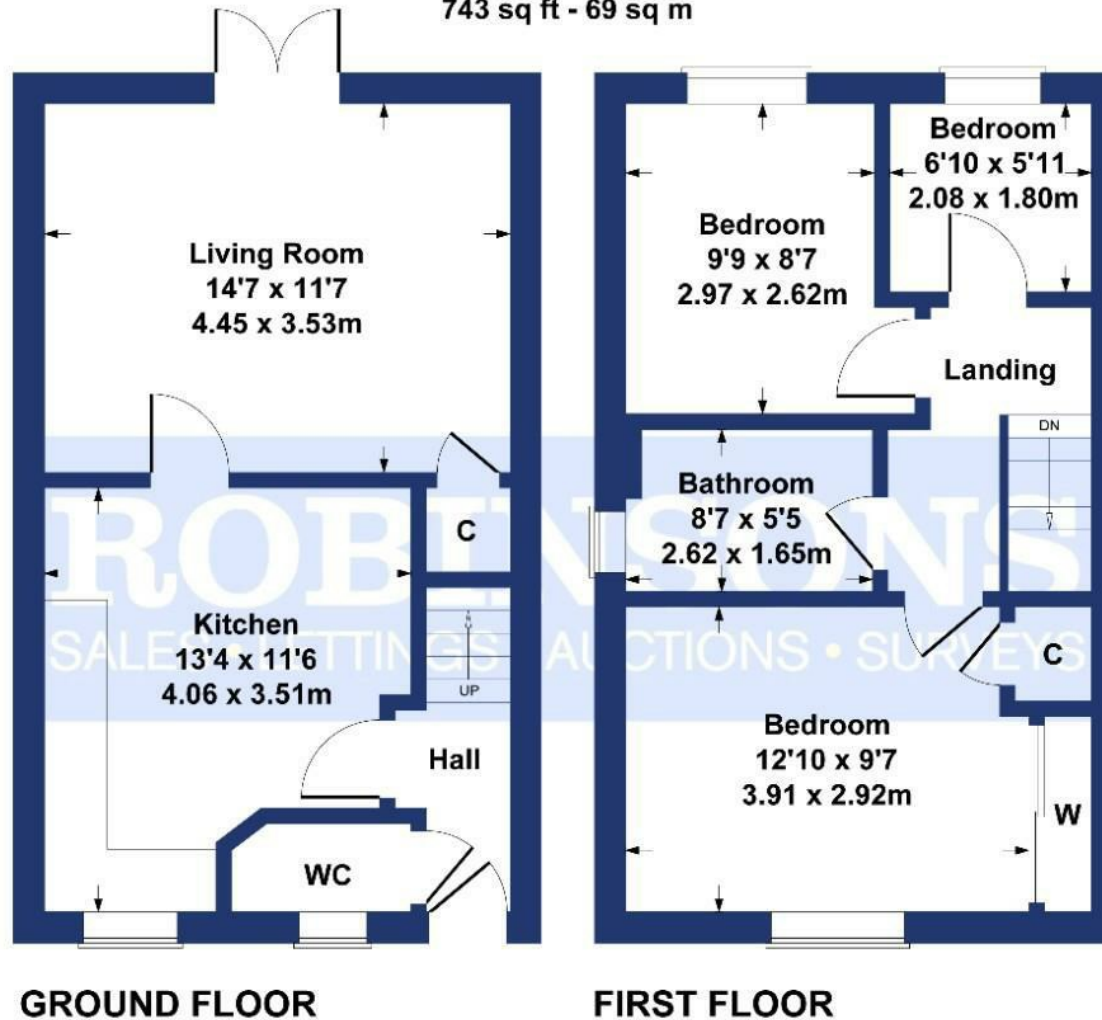 743 sq ft - 69 sq m
Living Room
14'7 x 11'7
4.45 x 3.53m
C
Kitchen
13'4 x 11'6
4.06 x 3.51m
UP
Hall
WC
GROUND FLOOR
Bedroom
6'10 x 5'11
2.08 x 1.80m
Bedroom
9'9 x 8'7
2.97 x 2.62m
Landing
DN
Bathroom
8'7 x 5'5
2.62 x 1.65m
C
Bedroom
12'10 x 9'7
3.91 x 2.92m
W
FIRST FLOOR
ROBINSONS
SALES • LETTINGS • AUCTIONS • SURVEYS